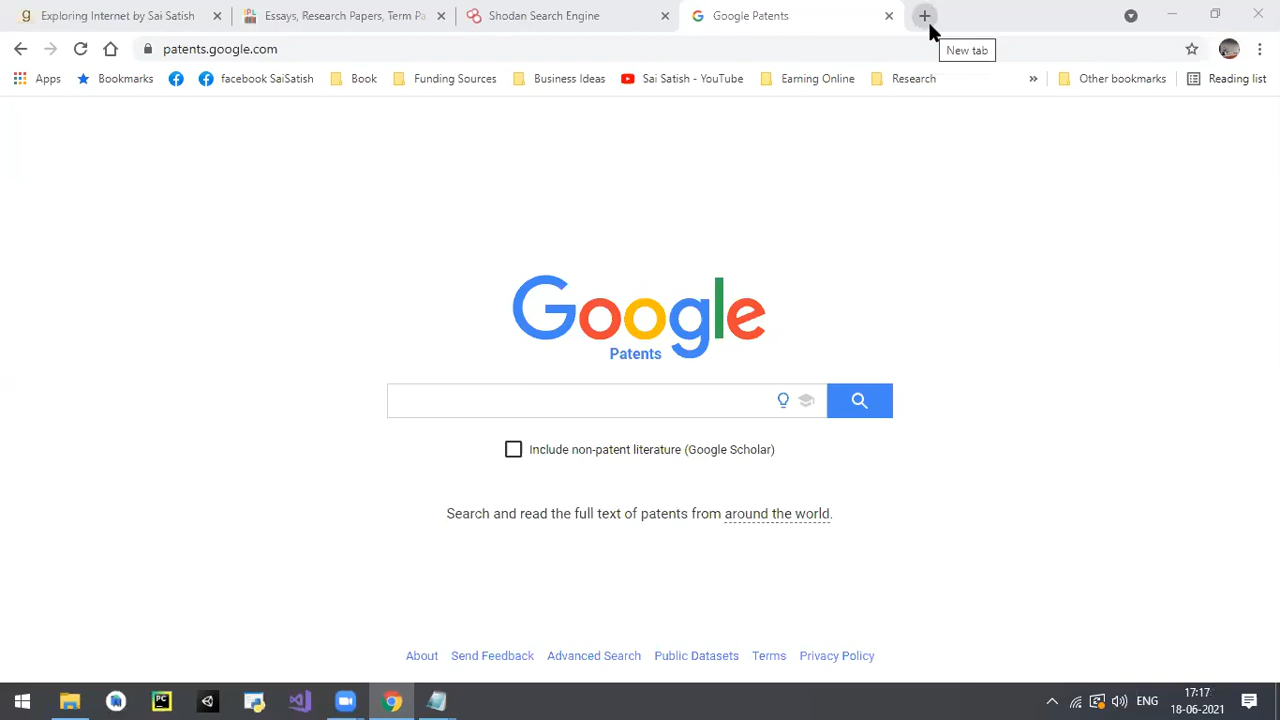 Exploring Internet by Sai Satish
Essays, Research Papers, Term P
Shodan Search Engine
Google Patents
New tab
patents.google.com
Apps
Bookmarks
facebook SaiSatish
Book
Funding Sources
Business Ideas
Sai Satish - YouTube
Earning Online
Research
»
Other bookmarks
Reading list
Google
Patents
Include non-patent literature (Google Scholar)
Search and read the full text of patents from around the world.
About
Send Feedback
Advanced Search
Public Datasets
Terms
Privacy Policy
PC
ENG
17:17
18-06-2021